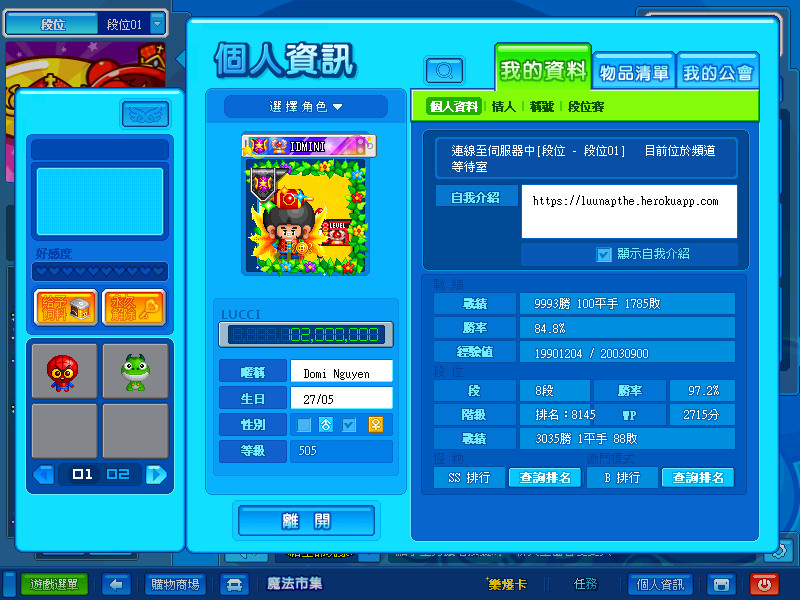 段位 段位01
個人資訊
我的資料 物品清單 我的公會
選擇角色
個人資料 情人 稱號 段位賽
IDMINI
LEVEL
連線至伺服器中[段位 - 段位01] 目前位於頻道
等待室
自我介紹 https://luunapthe.herokuapp.com
顯示自我介紹
好感度
給予飼料 永久解除
戰績
戰績 9993勝 100平手 1785敗
勝率 84.8%
經驗值 19901204 / 20030900
LUCCI
02,000,000
暱稱 Domi Nguyen
生日 27/05
性別
等級 505
段位
段 8段 勝率 97.2%
階級 排名：8145 WP 2715分
戰績 3035勝 1平手 88敗
怪物
SS 排行 查詢排名 B 排行 查詢排名
01 02
離開
遊戲選單 購物商場 魔法市集 樂爆卡 任務 個人資訊